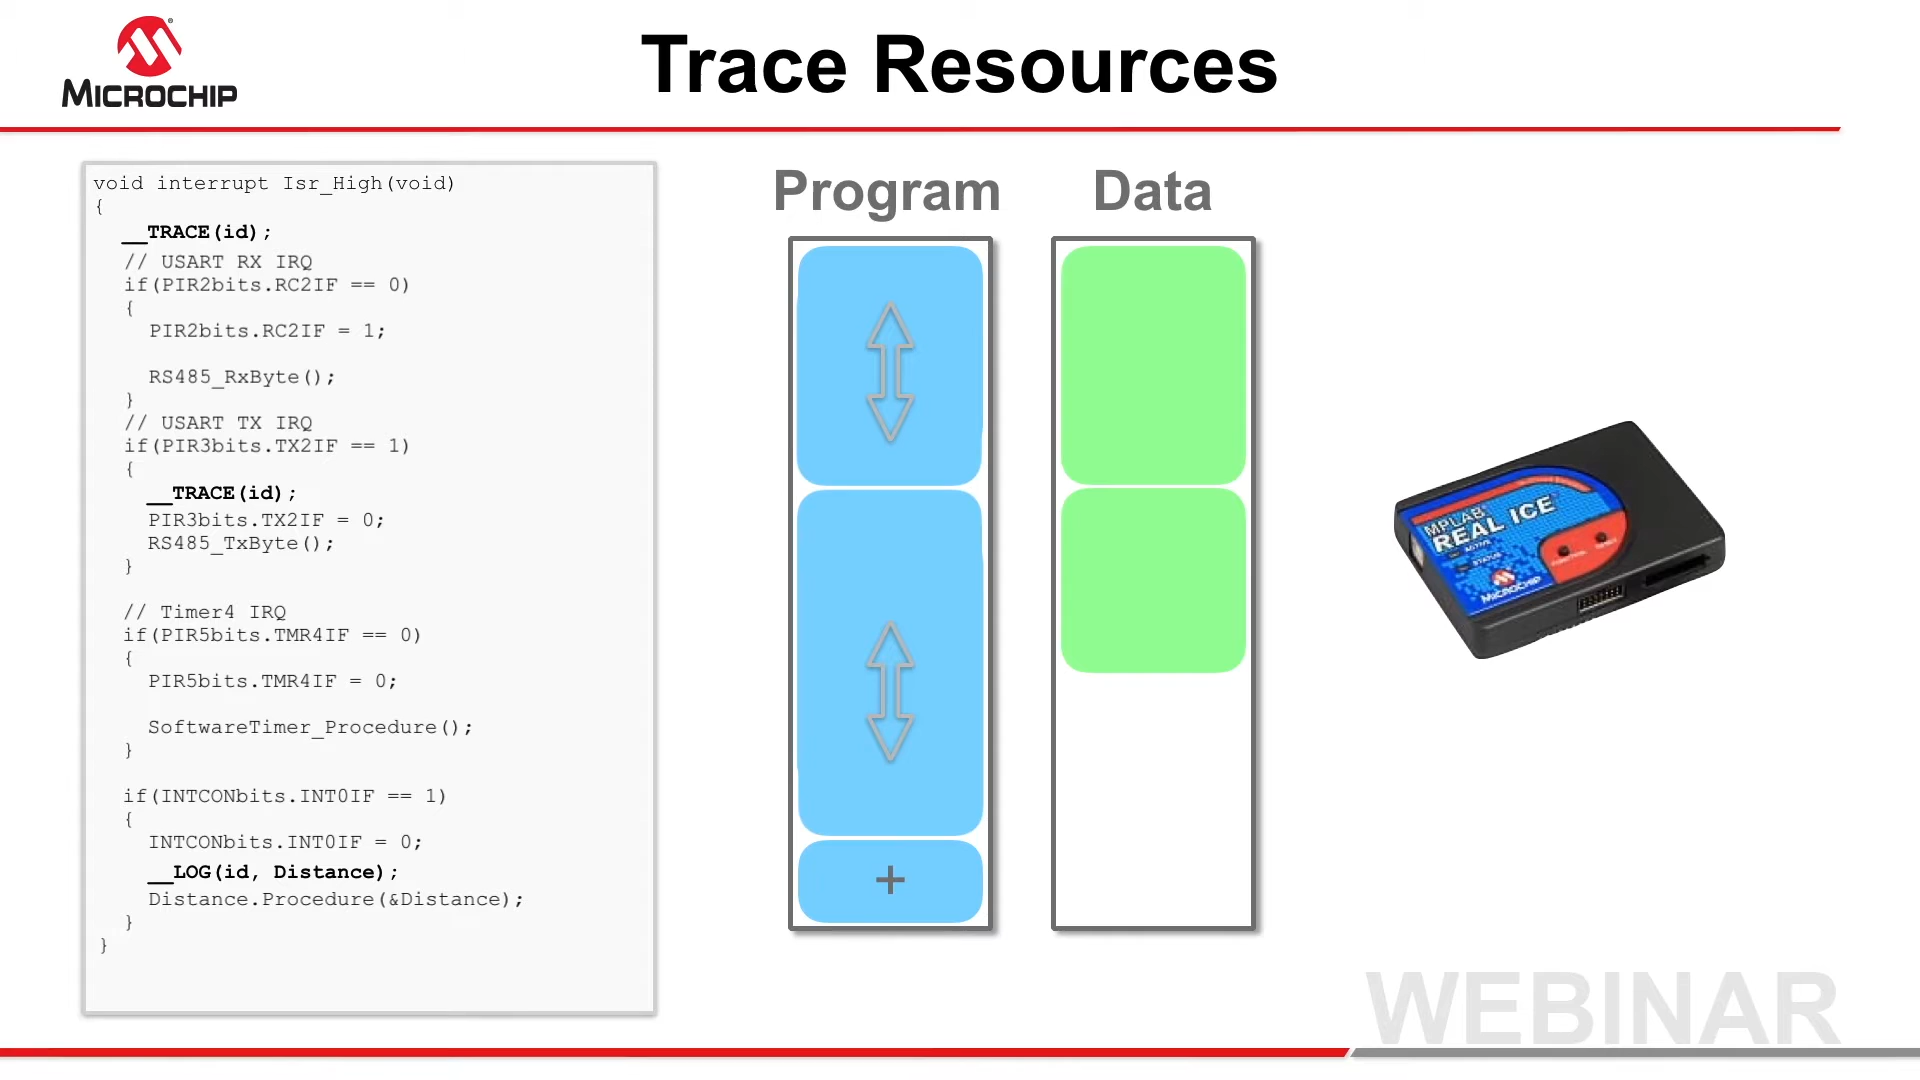 MICROCHIP
Trace Resources
void interrupt Isr_High(void)
{
__TRACE(id);
// USART RX IRQ
if(PIR2bits.RC2IF == 0)
{
PIR2bits.RC2IF = 1;
RS485_RxByte();
}
// USART TX IRQ
if(PIR3bits.TX2IF == 1)
{
__TRACE(id);
PIR3bits.TX2IF = 0;
RS485_TxByte();
}
// Timer4 IRQ
if(PIR5bits.TMR4IF == 0)
{
PIR5bits.TMR4IF = 0;
SoftwareTimer_Procedure();
}
if(INTCONbits.INT0IF == 1)
{
INTCONbits.INT0IF = 0;
__LOG(id, Distance);
Distance.Procedure(&Distance);
}
}
Program
Data
+
MPLAB
REAL ICE
ACTIVE
STATUS
MICROCHIP
WEBINAR